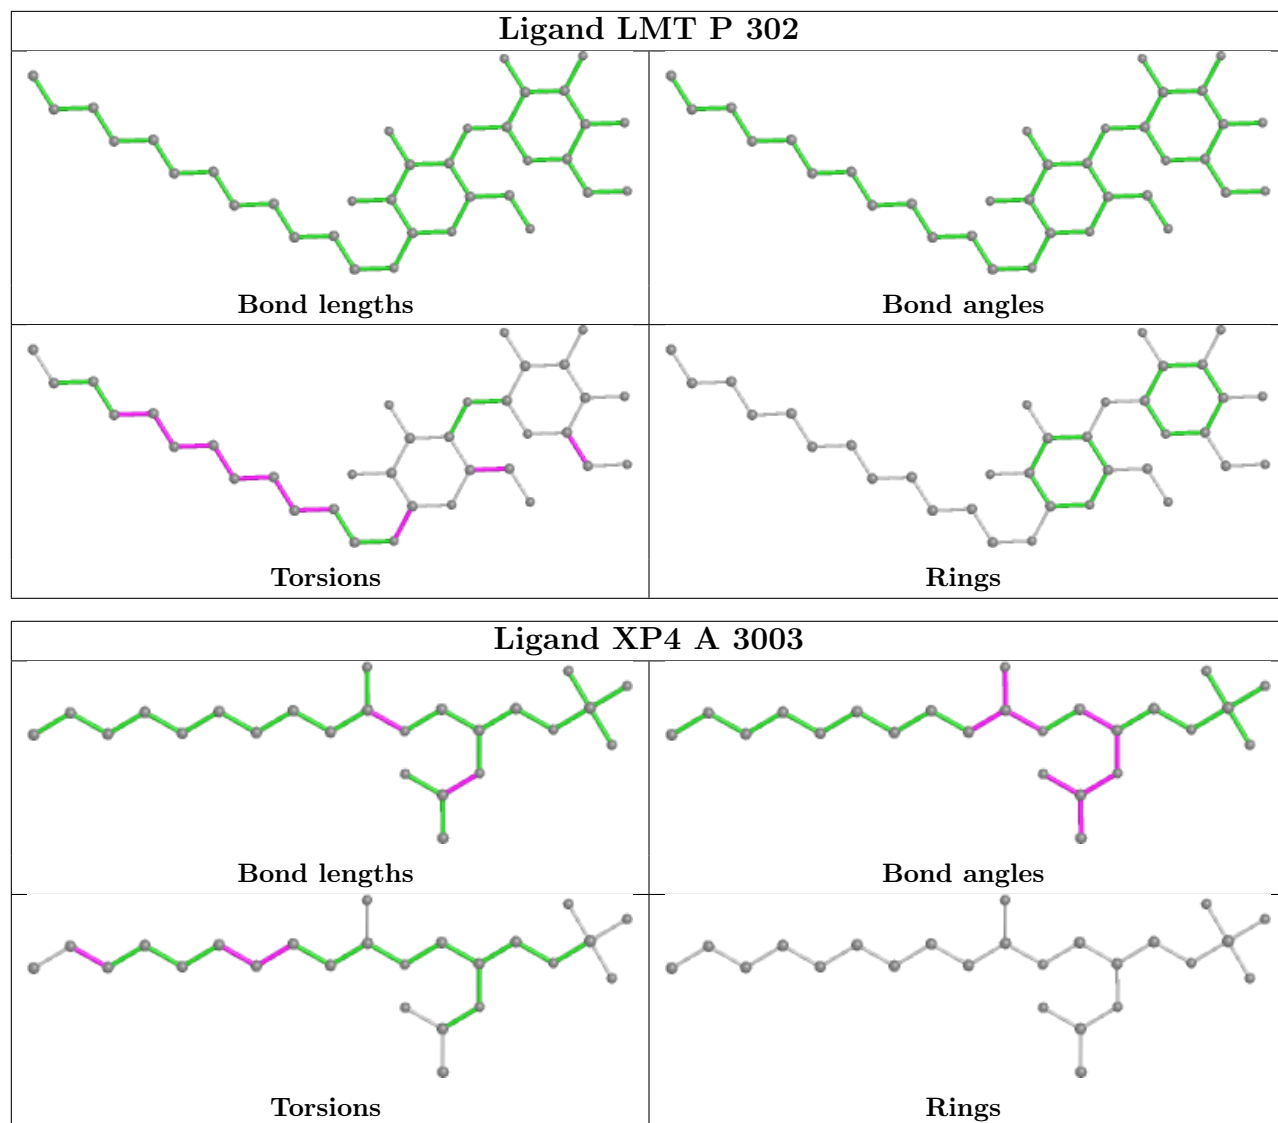 Ligand LMT P 302
Bond lengths
Bond angles
Torsions
Rings
Ligand XP4 A 3003
Bond lengths
Bond angles
Torsions
Rings